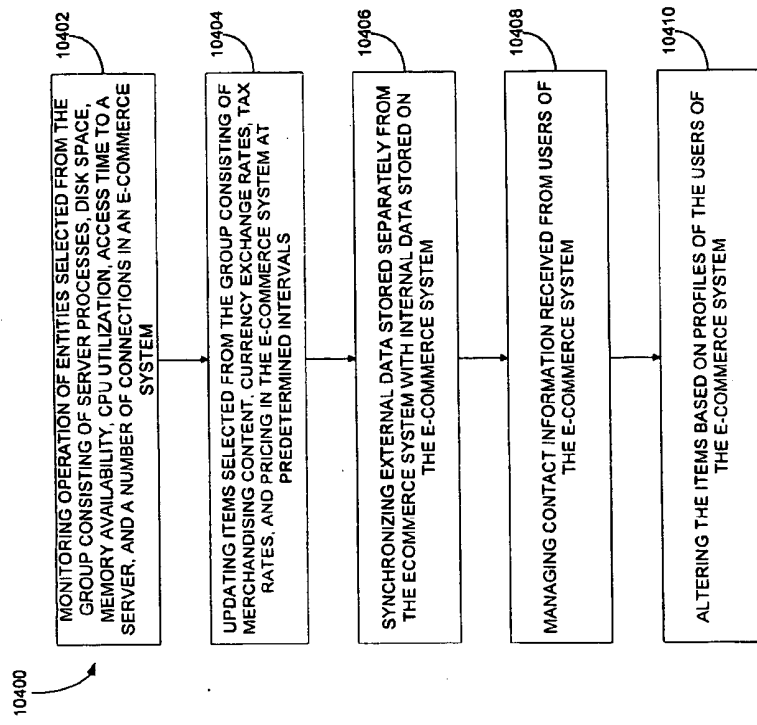 10400
10402
MONITORING OPERATION OF ENTITIES SELECTED FROM THE
GROUP CONSISTING OF SERVER PROCESSES, DISK SPACE,
MEMORY AVAILABILITY, CPU UTILIZATION, ACCESS TIME TO A
SERVER, AND A NUMBER OF CONNECTIONS IN AN E-COMMERCE
SYSTEM
10404
UPDATING ITEMS SELECTED FROM THE GROUP CONSISTING OF
MERCHANDISING CONTENT, CURRENCY EXCHANGE RATES, TAX
RATES, AND PRICING IN THE E-COMMERCE SYSTEM AT
PREDETERMINED INTERVALS
10406
SYNCHRONIZING EXTERNAL DATA STORED SEPARATELY FROM
THE ECOMMERCE SYSTEM WITH INTERNAL DATA STORED ON
THE E-COMMERCE SYSTEM
10408
MANAGING CONTACT INFORMATION RECEIVED FROM USERS OF
THE E-COMMERCE SYSTEM
10410
ALTERING THE ITEMS BASED ON PROFILES OF THE USERS OF
THE E-COMMERCE SYSTEM